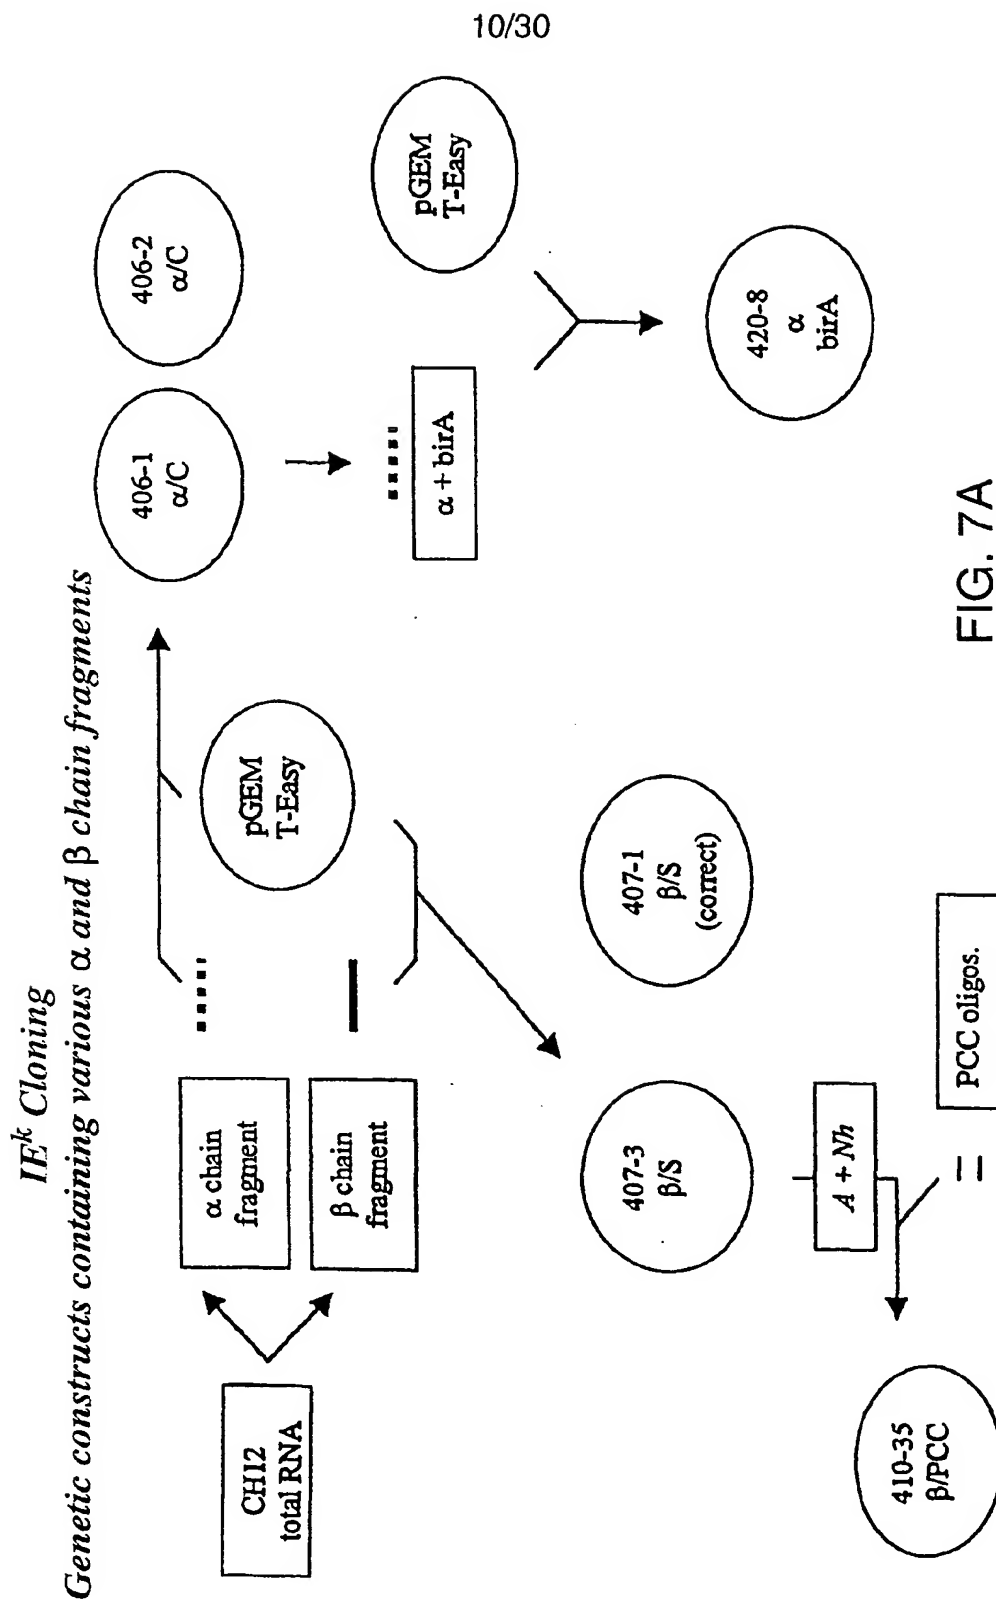 10/30
IEᵏ Cloning
Genetic constructs containing various α and β chain fragments
CH12
total RNA
α chain
fragment
β chain
fragment
pGEM
T-Easy
406-1
α/C
406-2
α/C
α + birA
pGEM
T-Easy
420-8
α
birA
407-3
β/S
407-1
β/S
(correct)
A + Nh
PCC oligos.
410-35
β/PCC
FIG. 7A